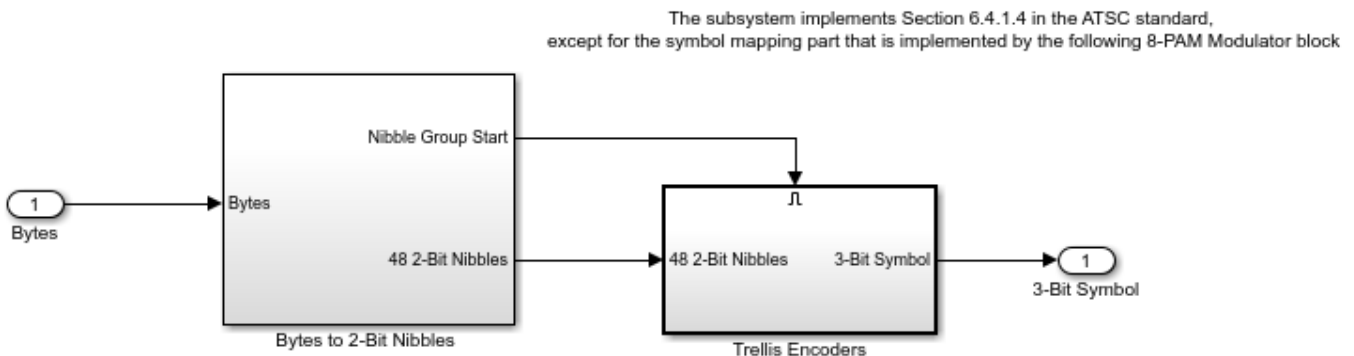 The subsystem implements Section 6.4.1.4 in the ATSC standard,
except for the symbol mapping part that is implemented by the following 8-PAM Modulator block
Nibble Group Start
1
Bytes
Bytes
48 2-Bit Nibbles
Bytes to 2-Bit Nibbles
48 2-Bit Nibbles
3-Bit Symbol
Trellis Encoders
1
3-Bit Symbol